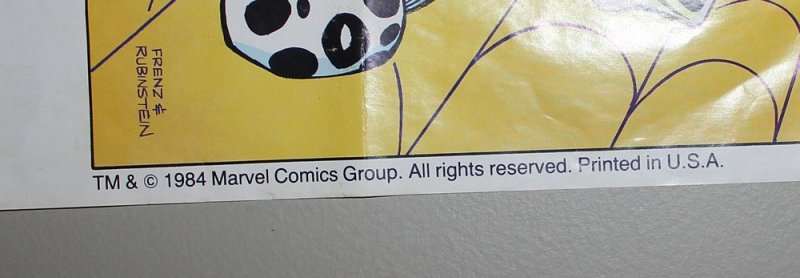 FRENZ &
RUBINSTEIN
TM & © 1984 Marvel Comics Group. All rights reserved. Printed in U.S.A.